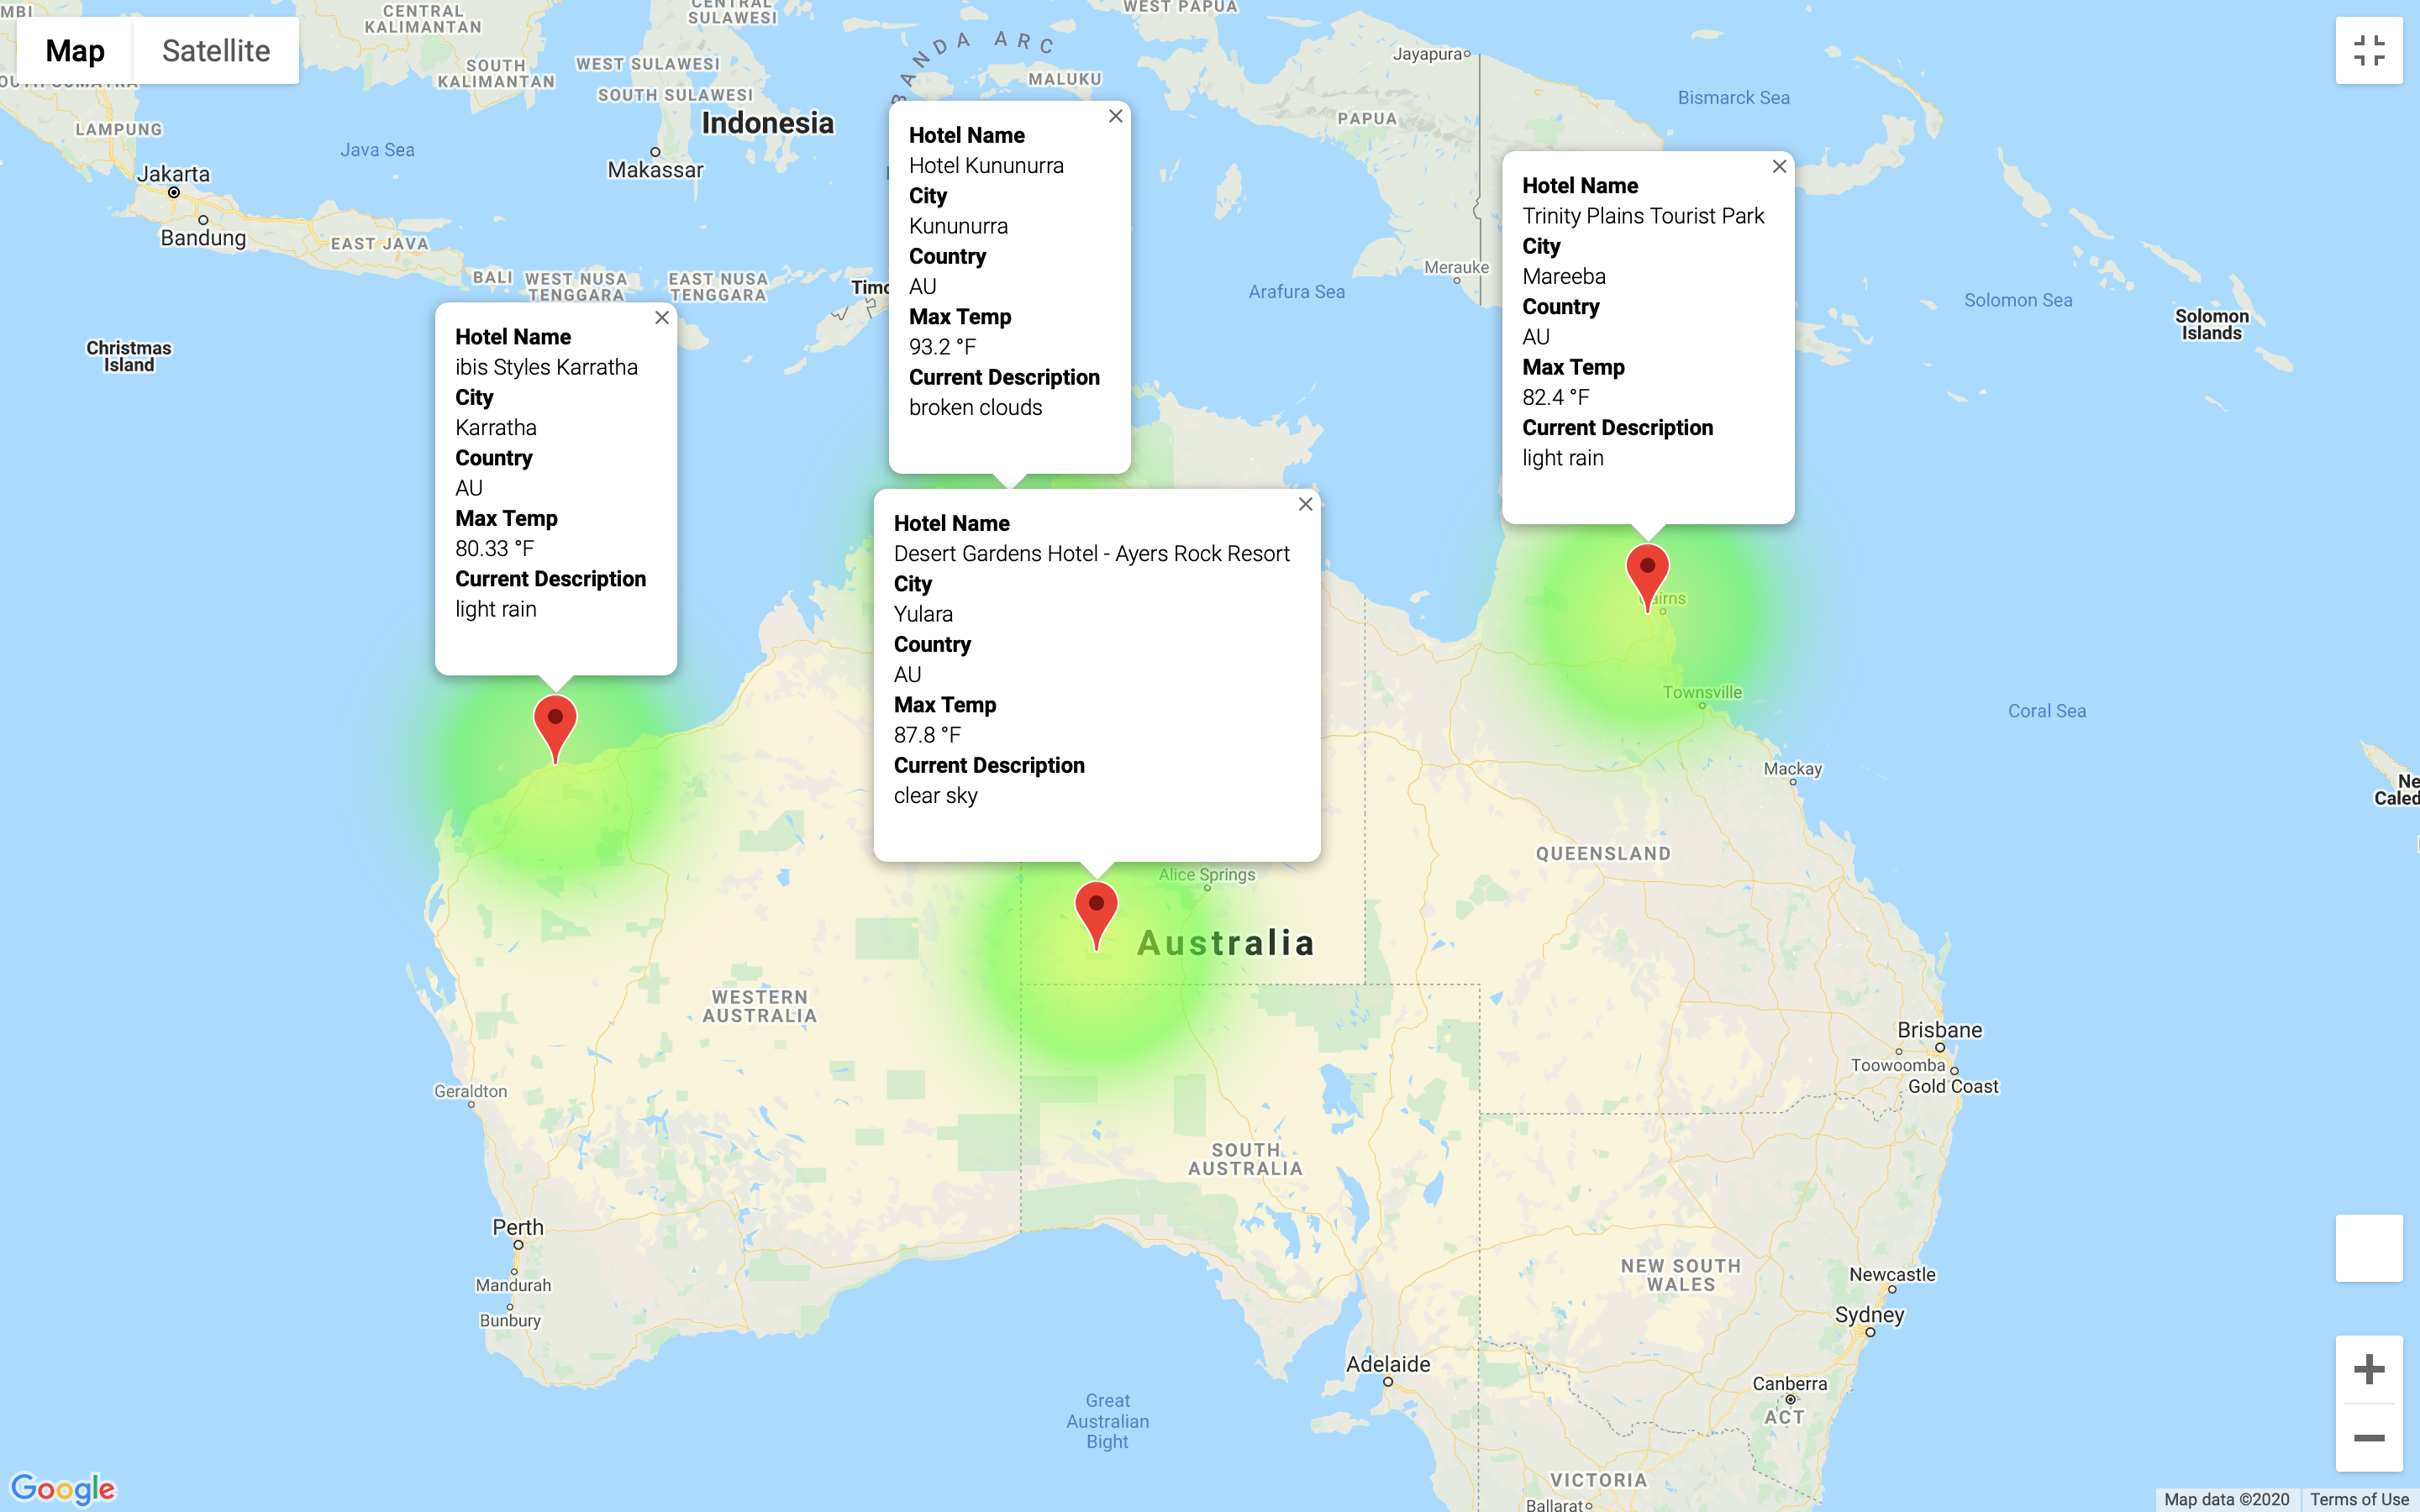 CENTRAL
KALIMANTAN
CENTRAL
SULAWESI
WEST PAPUA
Map
Satellite
BANDA ARC
Jayapura
SOUTH
KALIMANTAN
WEST SULAWESI
MALUKU
SOUTH SULAWESI
Bismarck Sea
LAMPUNG
Indonesia
PAPUA
Java Sea
Makassar
Jakarta
Bandung
EAST JAVA
BALI
WEST NUSA
TENGGARA
EAST NUSA
TENGGARA
Merauke
Arafura Sea
Solomon Sea
Solomon
Islands
Christmas
Island
Hotel Name
Hotel Kununurra
City
Kununurra
Country
AU
Max Temp
93.2 °F
Current Description
broken clouds
Hotel Name
Trinity Plains Tourist Park
City
Mareeba
Country
AU
Max Temp
82.4 °F
Current Description
light rain
Hotel Name
ibis Styles Karratha
City
Karratha
Country
AU
Max Temp
80.33 °F
Current Description
light rain
Hotel Name
Desert Gardens Hotel - Ayers Rock Resort
City
Yulara
Country
AU
Max Temp
87.8 °F
Current Description
clear sky
Cairns
Townsville
Coral Sea
Mackay
QUEENSLAND
Alice Springs
Australia
WESTERN
AUSTRALIA
Brisbane
Toowoomba
Gold Coast
Geraldton
SOUTH
AUSTRALIA
Perth
Mandurah
Bunbury
NEW SOUTH
WALES
Newcastle
Sydney
Adelaide
Canberra
ACT
Great
Australian
Bight
VICTORIA
Ballarat
Google
Map data ©2020
Terms of Use